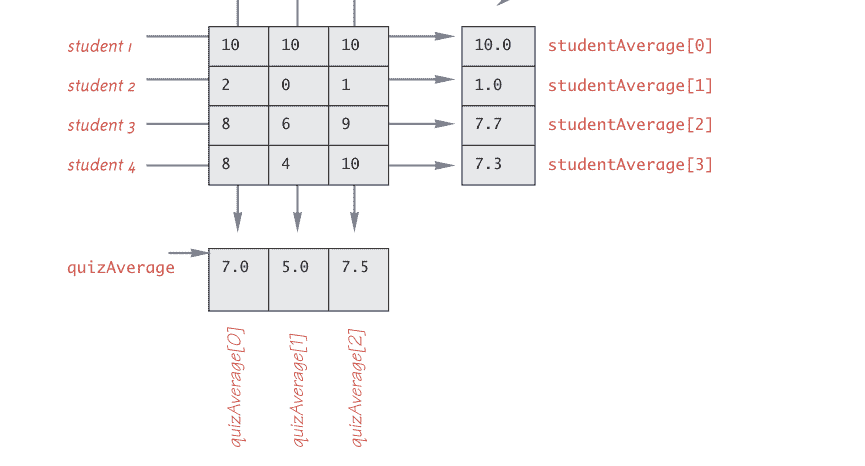 student 1 10 10 10 10.0 studentAverage[0]
student 2 2 0 1 1.0 studentAverage[1]
student 3 8 6 9 7.7 studentAverage[2]
student 4 8 4 10 7.3 studentAverage[3]
quizAverage 7.0 5.0 7.5
quizAverage[0]
quizAverage[1]
quizAverage[2]